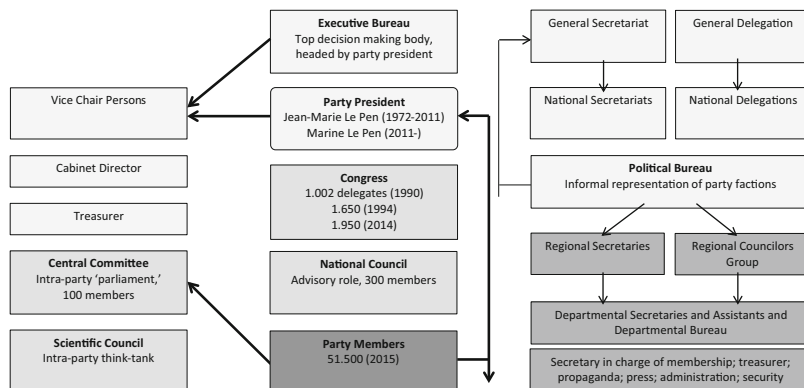 Executive Bureau
Top decision making body,
headed by party president
General Secretariat
General Delegation
Vice Chair Persons
Party President
Jean-Marie Le Pen (1972-2011)
Marine Le Pen (2011-)
National Secretariats
National Delegations
Cabinet Director
Congress
1.002 delegates (1990)
1.650 (1994)
1.950 (2014)
Political Bureau
Informal representation of party factions
Treasurer
Regional Secretaries
Regional Councilors
Group
Central Committee
Intra-party ‘parliament,’
100 members
National Council
Advisory role, 300 members
Departmental Secretaries and Assistants and
Departmental Bureau
Scientific Council
Intra-party think-tank
Party Members
51.500 (2015)
Secretary in charge of membership; treasurer;
propaganda; press; administration; security